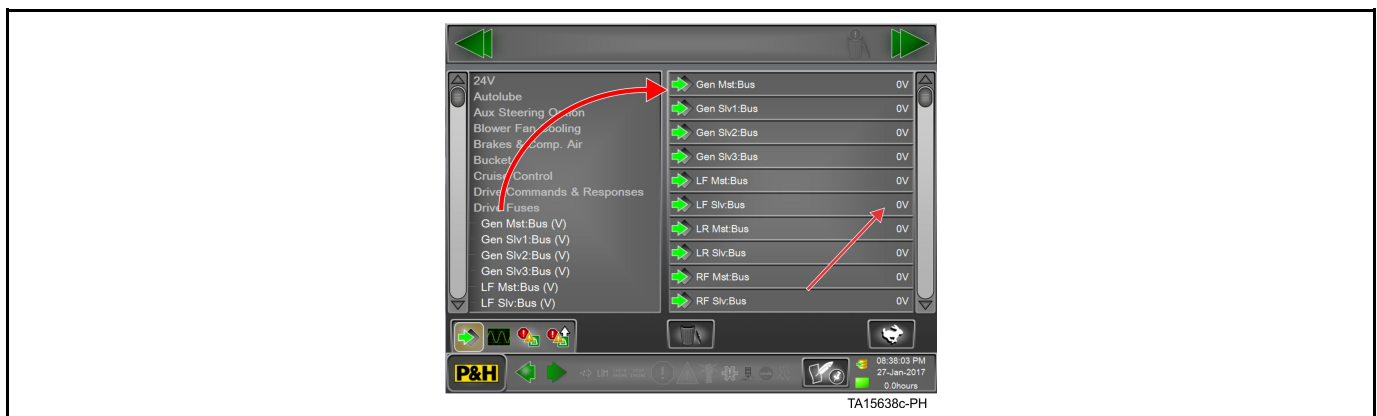 24V
Autolube
Aux Steering Option
Blower Fan Cooling
Brakes & Comp. Air
Bucket
Cruise Control
Drive Commands & Responses
Drive Fuses
Gen Mst:Bus (V)
Gen Slv1:Bus (V)
Gen Slv2:Bus (V)
Gen Slv3:Bus (V)
LF Mst:Bus (V)
LF Slv:Bus (V)
Gen Mst:Bus 0V
Gen Slv1:Bus 0V
Gen Slv2:Bus 0V
Gen Slv3:Bus 0V
LF Mst:Bus 0V
LF Slv:Bus 0V
LR Mst:Bus 0V
LR Slv:Bus 0V
RF Mst:Bus 0V
RF Slv:Bus 0V
P&H
LIM
08:38:03 PM
27-Jan-2017
0.0hours
TA15638c-PH